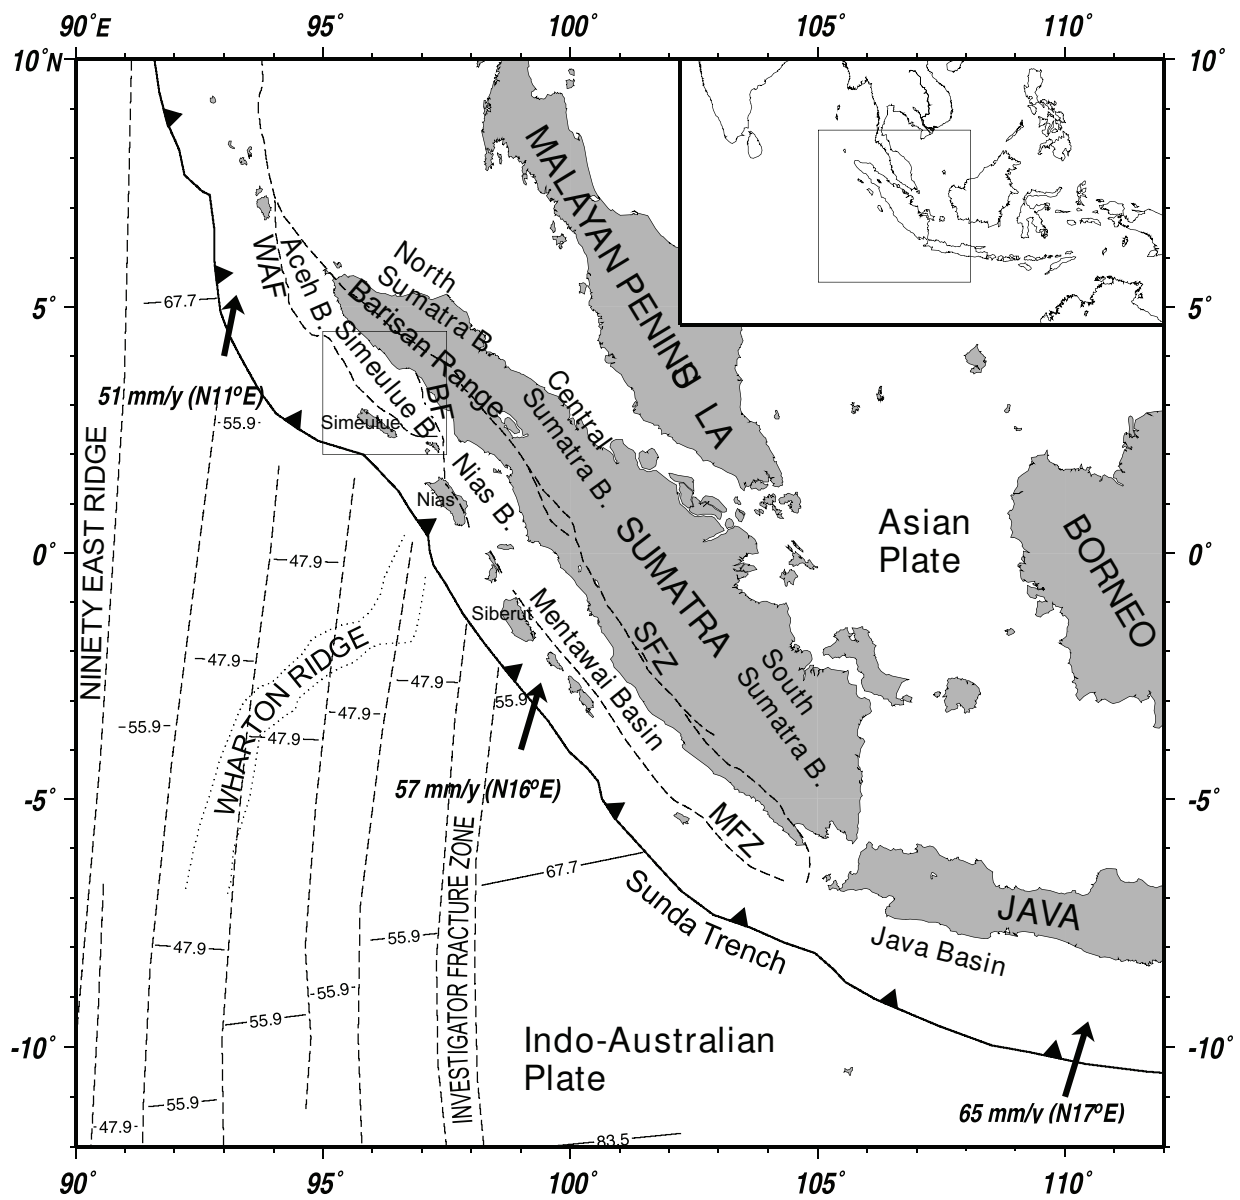 90°E 95° 100° 105° 110°
10°N
10°
5°
5°
0°
0°
-5°
-5°
-10°
-10°
MALAYAN PENINS LA
U
North
Sumatra B.
WAF
Aceh B.
Barisan Range
Simeulue B.
BF
67.7
51 mm/y (N11°E)
55.9
Simeulue
Central
Sumatra B.
Nias B.
Nias
NINETY EAST RIDGE
SUMATRA
Asian
Plate
BORNEO
47.9
Siberut
Mentawai Basin
SFZ
WHARTON RIDGE
47.9
47.9
55.9
47.9
47.9
55.9
South
Sumatra B.
57 mm/y (N16°E)
MFZ
INVESTIGATOR FRACTURE ZONE
67.7
Sunda Trench
JAVA
Java Basin
47.9
55.9
55.9
55.9
Indo-Australian
Plate
55.9
47.9
83.5
65 mm/y (N17°E)
90° 95° 100° 105° 110°